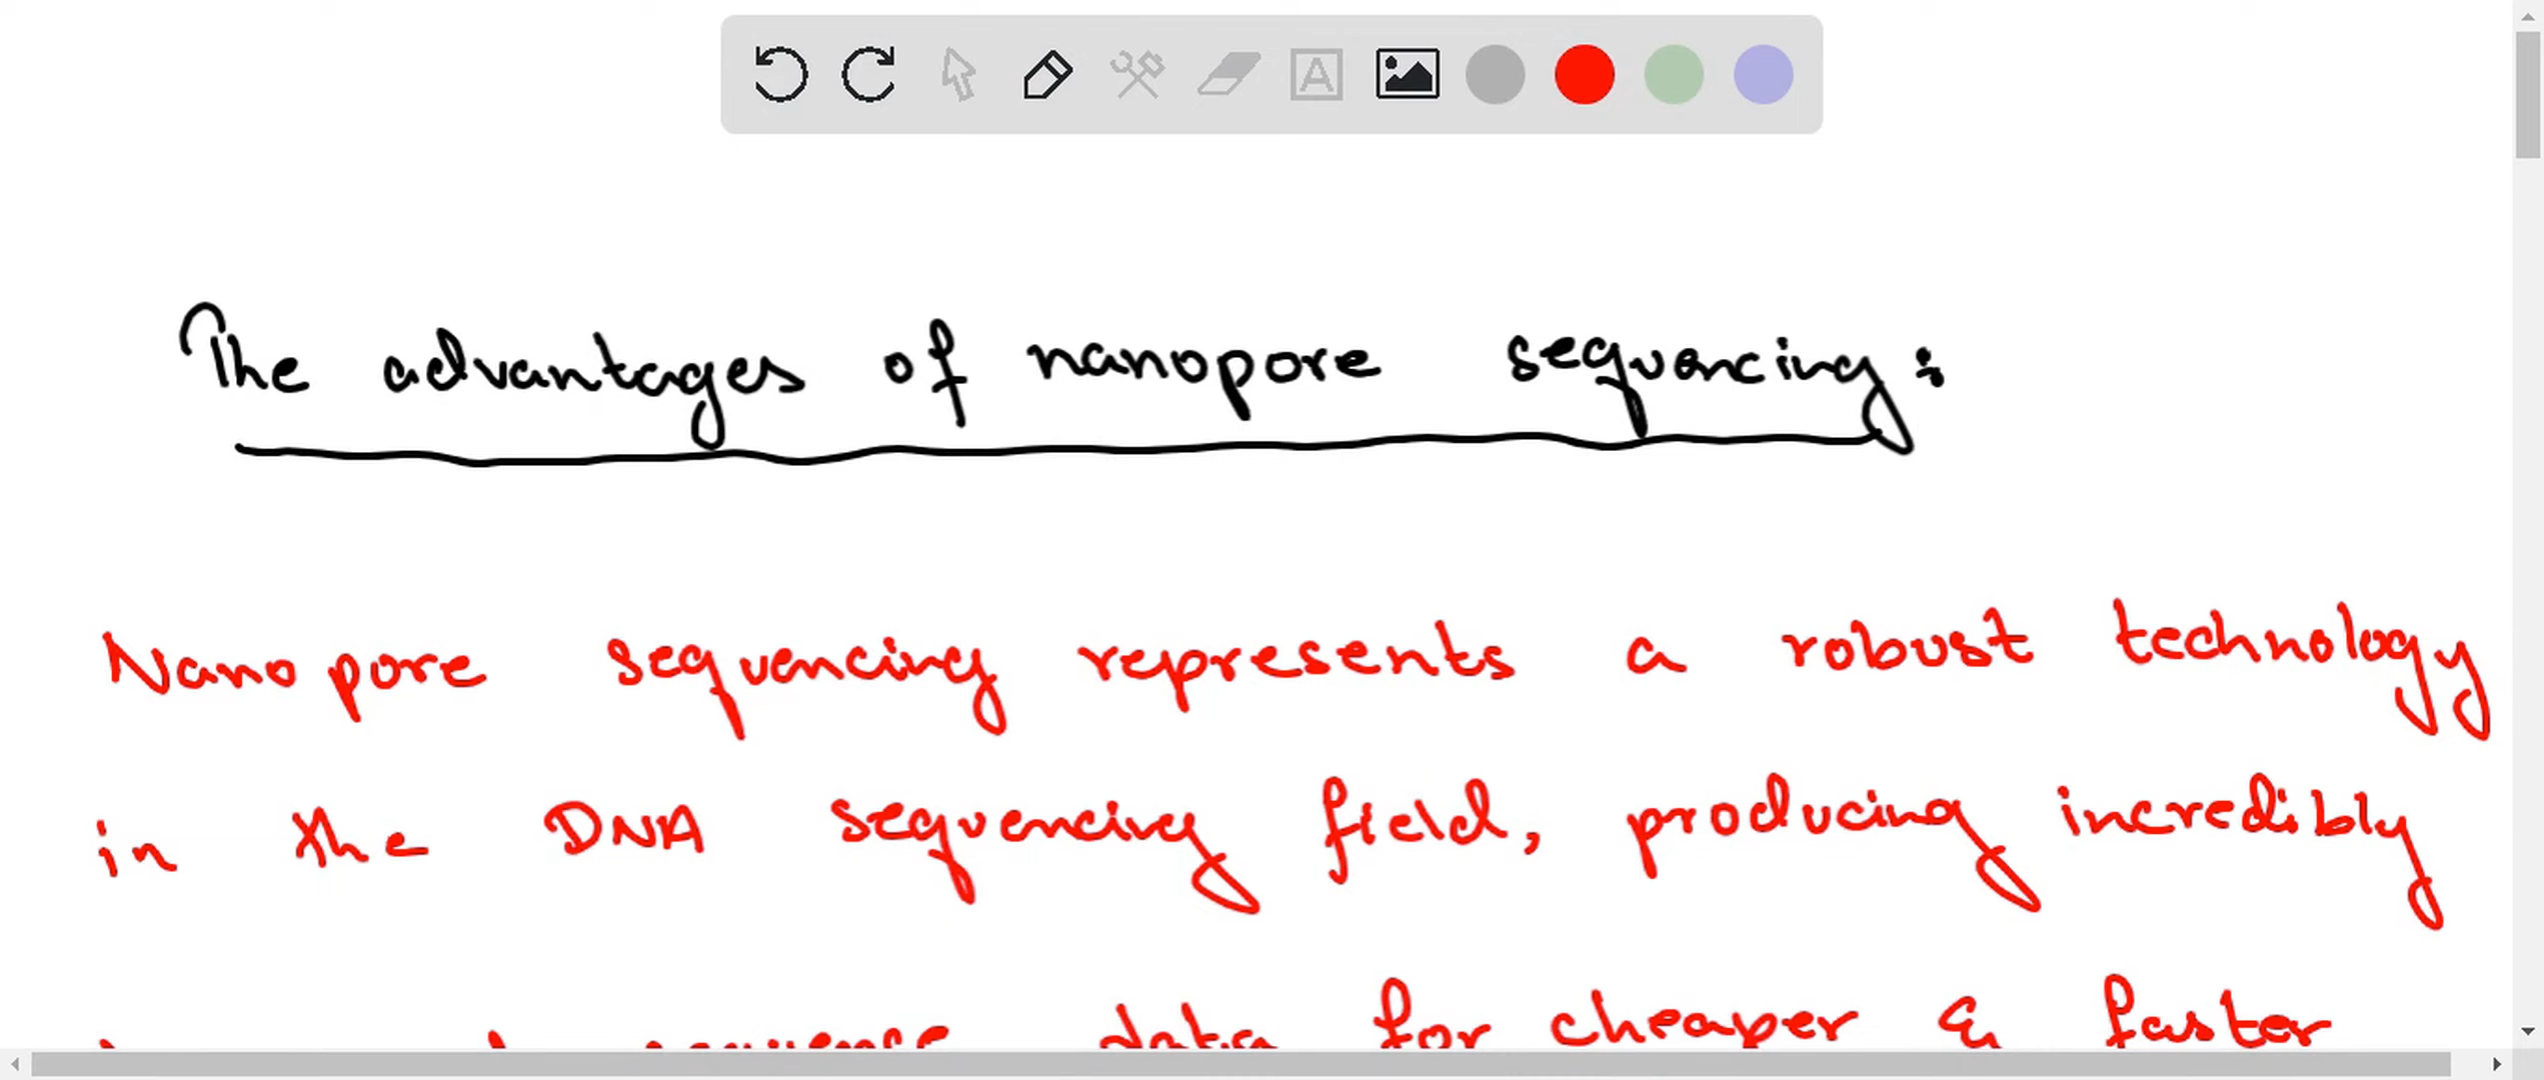 The advantages of nanopore sequencing:
Nanopore sequencing represents a robust technology
in the DNA sequencing field, producing incredibly
sequence data for cheaper & faster